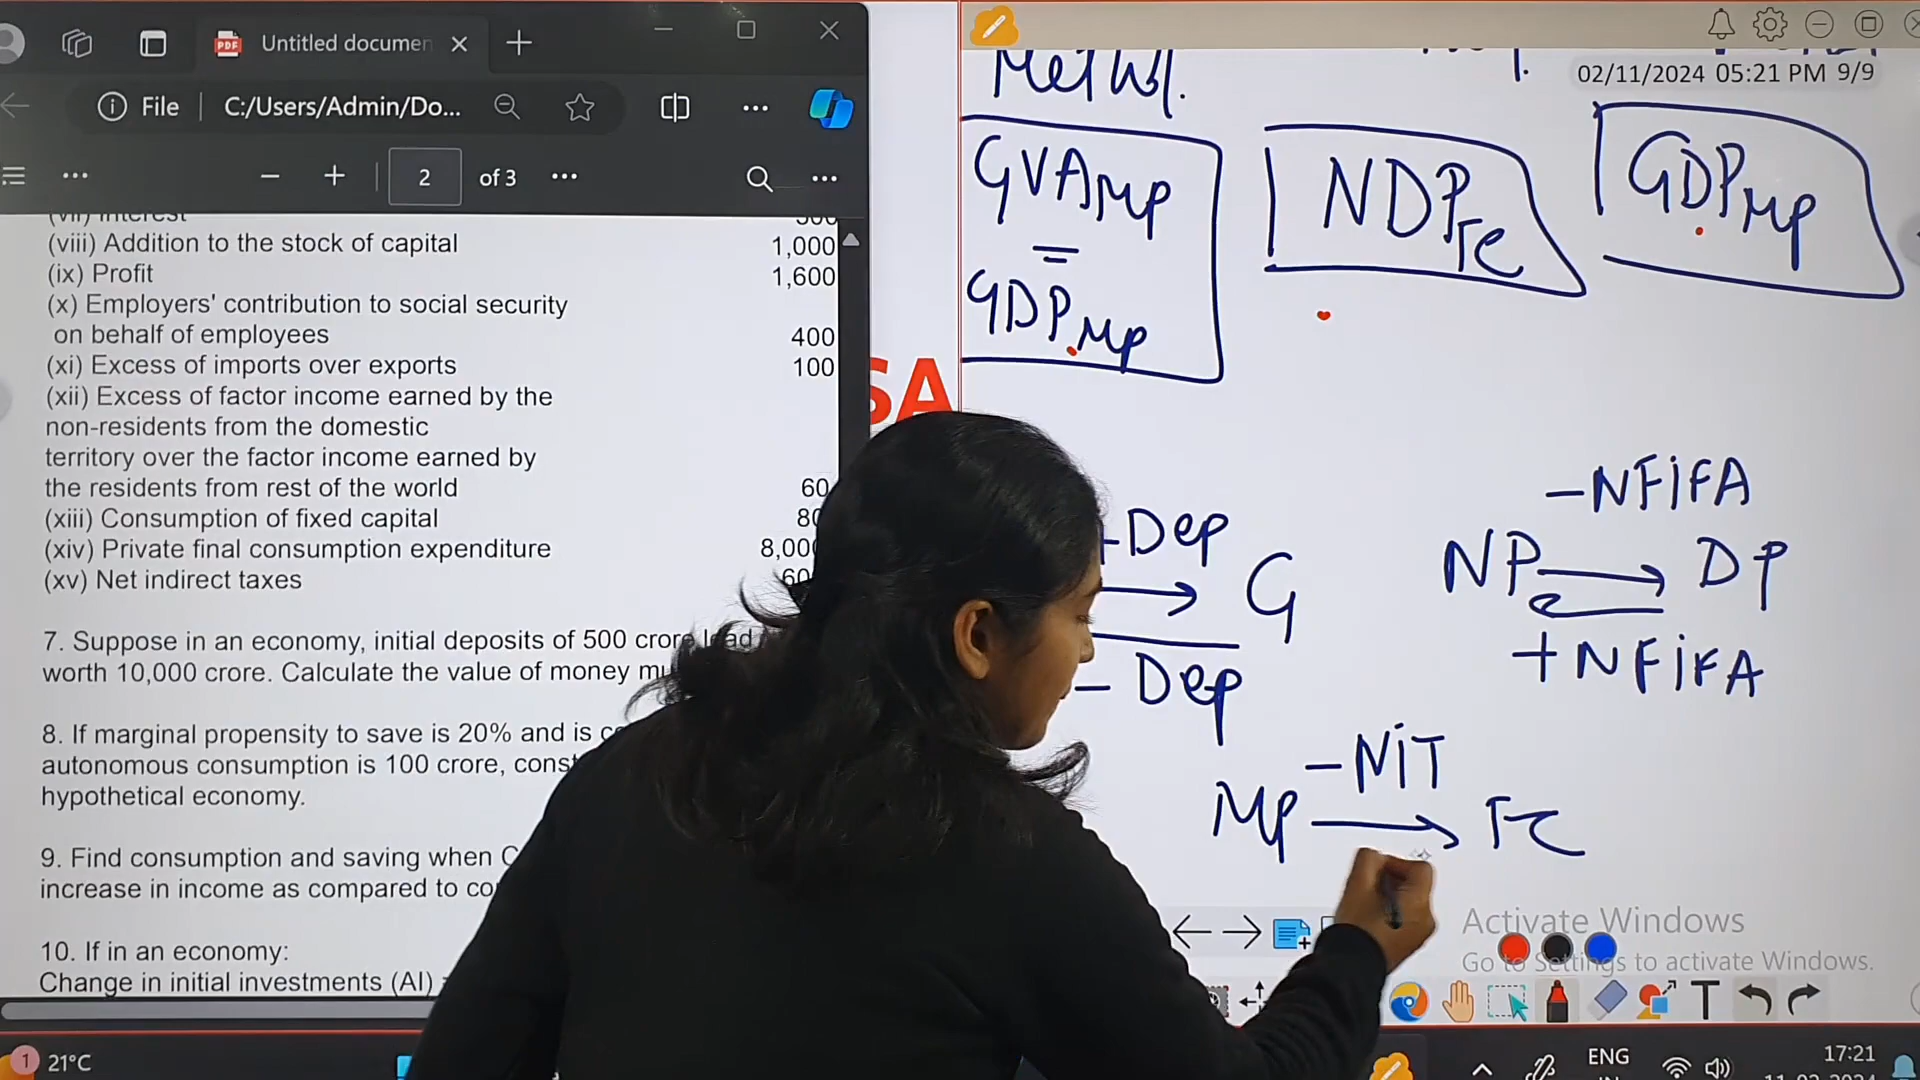 Untitled documen
File
C:/Users/Admin/Do...
2 of 3
(vii) Interest
(viii) Addition to the stock of capital 1,000
(ix) Profit 1,600
(x) Employers' contribution to social security
on behalf of employees 400
(xi) Excess of imports over exports 100
(xii) Excess of factor income earned by the
non-residents from the domestic
territory over the factor income earned by
the residents from rest of the world 60
(xiii) Consumption of fixed capital
(xiv) Private final consumption expenditure
(xv) Net indirect taxes
7. Suppose in an economy, initial deposits of 500 crore lead
worth 10,000 crore. Calculate the value of money
8. If marginal propensity to save is 20% and is
autonomous consumption is 100 crore,
hypothetical economy.
9. Find consumption and saving when
increase in income as compared to
10. If in an economy:
Change in initial investments (AI)
1 21°C
SA
02/11/2024 05:21 PM 9/9
Method.
GVAMP
=
GDPMP
NDPFC
GDPMP
Dep
G
- Dep
-NFiFA
NP DP
+NFiFA
-NiT
MP FC
Activate Windows
Go to Settings to activate Windows.
T
ENG
17:21